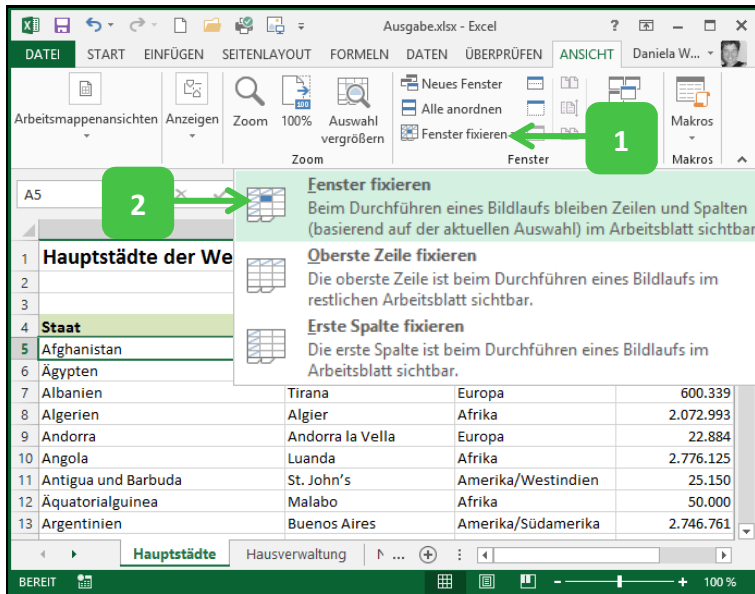 Ausgabe.xlsx - Excel ?
DATEI START EINFÜGEN SEITENLAYOUT FORMELN DATEN ÜBERPRÜFEN ANSICHT Daniela W...
Arbeitsmappenansichten Anzeigen Zoom 100% Auswahl vergrößern
Neues Fenster
Alle anordnen
Fenster fixieren
1
Makros
Zoom Fenster Makros
A5
2
Fenster fixieren
Beim Durchführen eines Bildlaufs bleiben Zeilen und Spalten
(basierend auf der aktuellen Auswahl) im Arbeitsblatt sichtbar
Oberste Zeile fixieren
Die oberste Zeile ist beim Durchführen eines Bildlaufs im
restlichen Arbeitsblatt sichtbar.
Erste Spalte fixieren
Die erste Spalte ist beim Durchführen eines Bildlaufs im
Arbeitsblatt sichtbar.
1 Hauptstädte der We
2
3
4 Staat
5 Afghanistan
6 Ägypten
7 Albanien Tirana Europa 600.339
8 Algerien Algier Afrika 2.072.993
9 Andorra Andorra la Vella Europa 22.884
10 Angola Luanda Afrika 2.776.125
11 Antigua und Barbuda St. John's Amerika/Westindien 25.150
12 Äquatorialguinea Malabo Afrika 50.000
13 Argentinien Buenos Aires Amerika/Südamerika 2.746.761
Hauptstädte Hausverwaltung ...
BEREIT 100 %